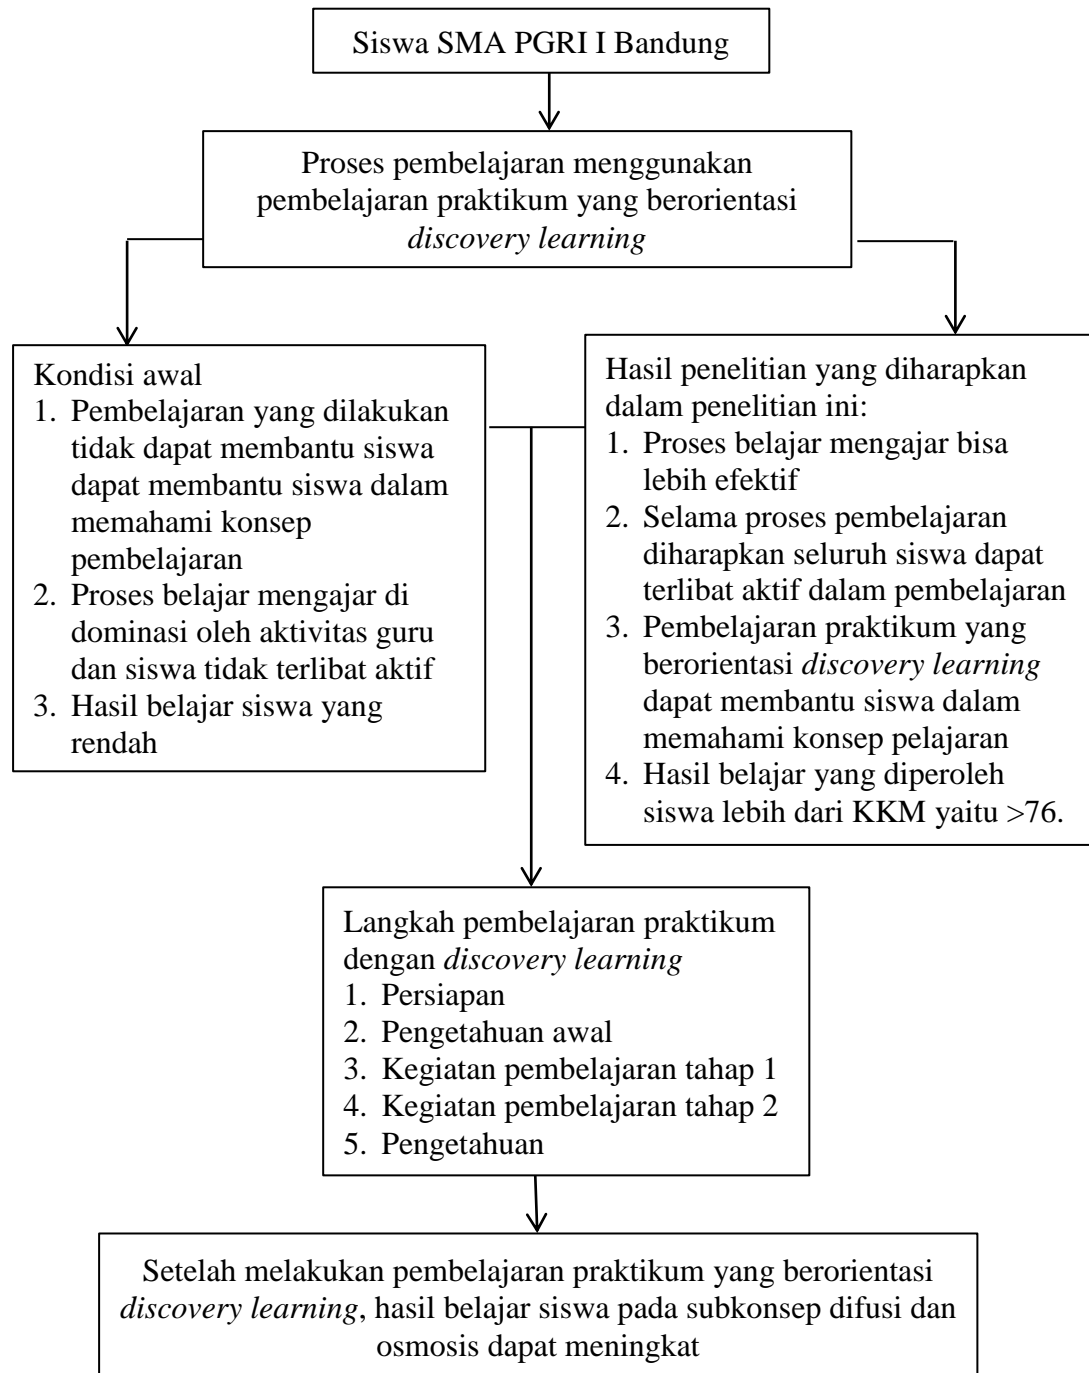 Siswa SMA PGRI I Bandung
Proses pembelajaran menggunakan
pembelajaran praktikum yang berorientasi
discovery learning
Kondisi awal
1. Pembelajaran yang dilakukan
tidak dapat membantu siswa
dapat membantu siswa dalam
memahami konsep
pembelajaran
2. Proses belajar mengajar di
dominasi oleh aktivitas guru
dan siswa tidak terlibat aktif
3. Hasil belajar siswa yang
rendah
Hasil penelitian yang diharapkan
dalam penelitian ini:
1. Proses belajar mengajar bisa
lebih efektif
2. Selama proses pembelajaran
diharapkan seluruh siswa dapat
terlibat aktif dalam pembelajaran
3. Pembelajaran praktikum yang
berorientasi discovery learning
dapat membantu siswa dalam
memahami konsep pelajaran
4. Hasil belajar yang diperoleh
siswa lebih dari KKM yaitu >76.
Langkah pembelajaran praktikum
dengan discovery learning
1. Persiapan
2. Pengetahuan awal
3. Kegiatan pembelajaran tahap 1
4. Kegiatan pembelajaran tahap 2
5. Pengetahuan
Setelah melakukan pembelajaran praktikum yang berorientasi
discovery learning, hasil belajar siswa pada subkonsep difusi dan
osmosis dapat meningkat